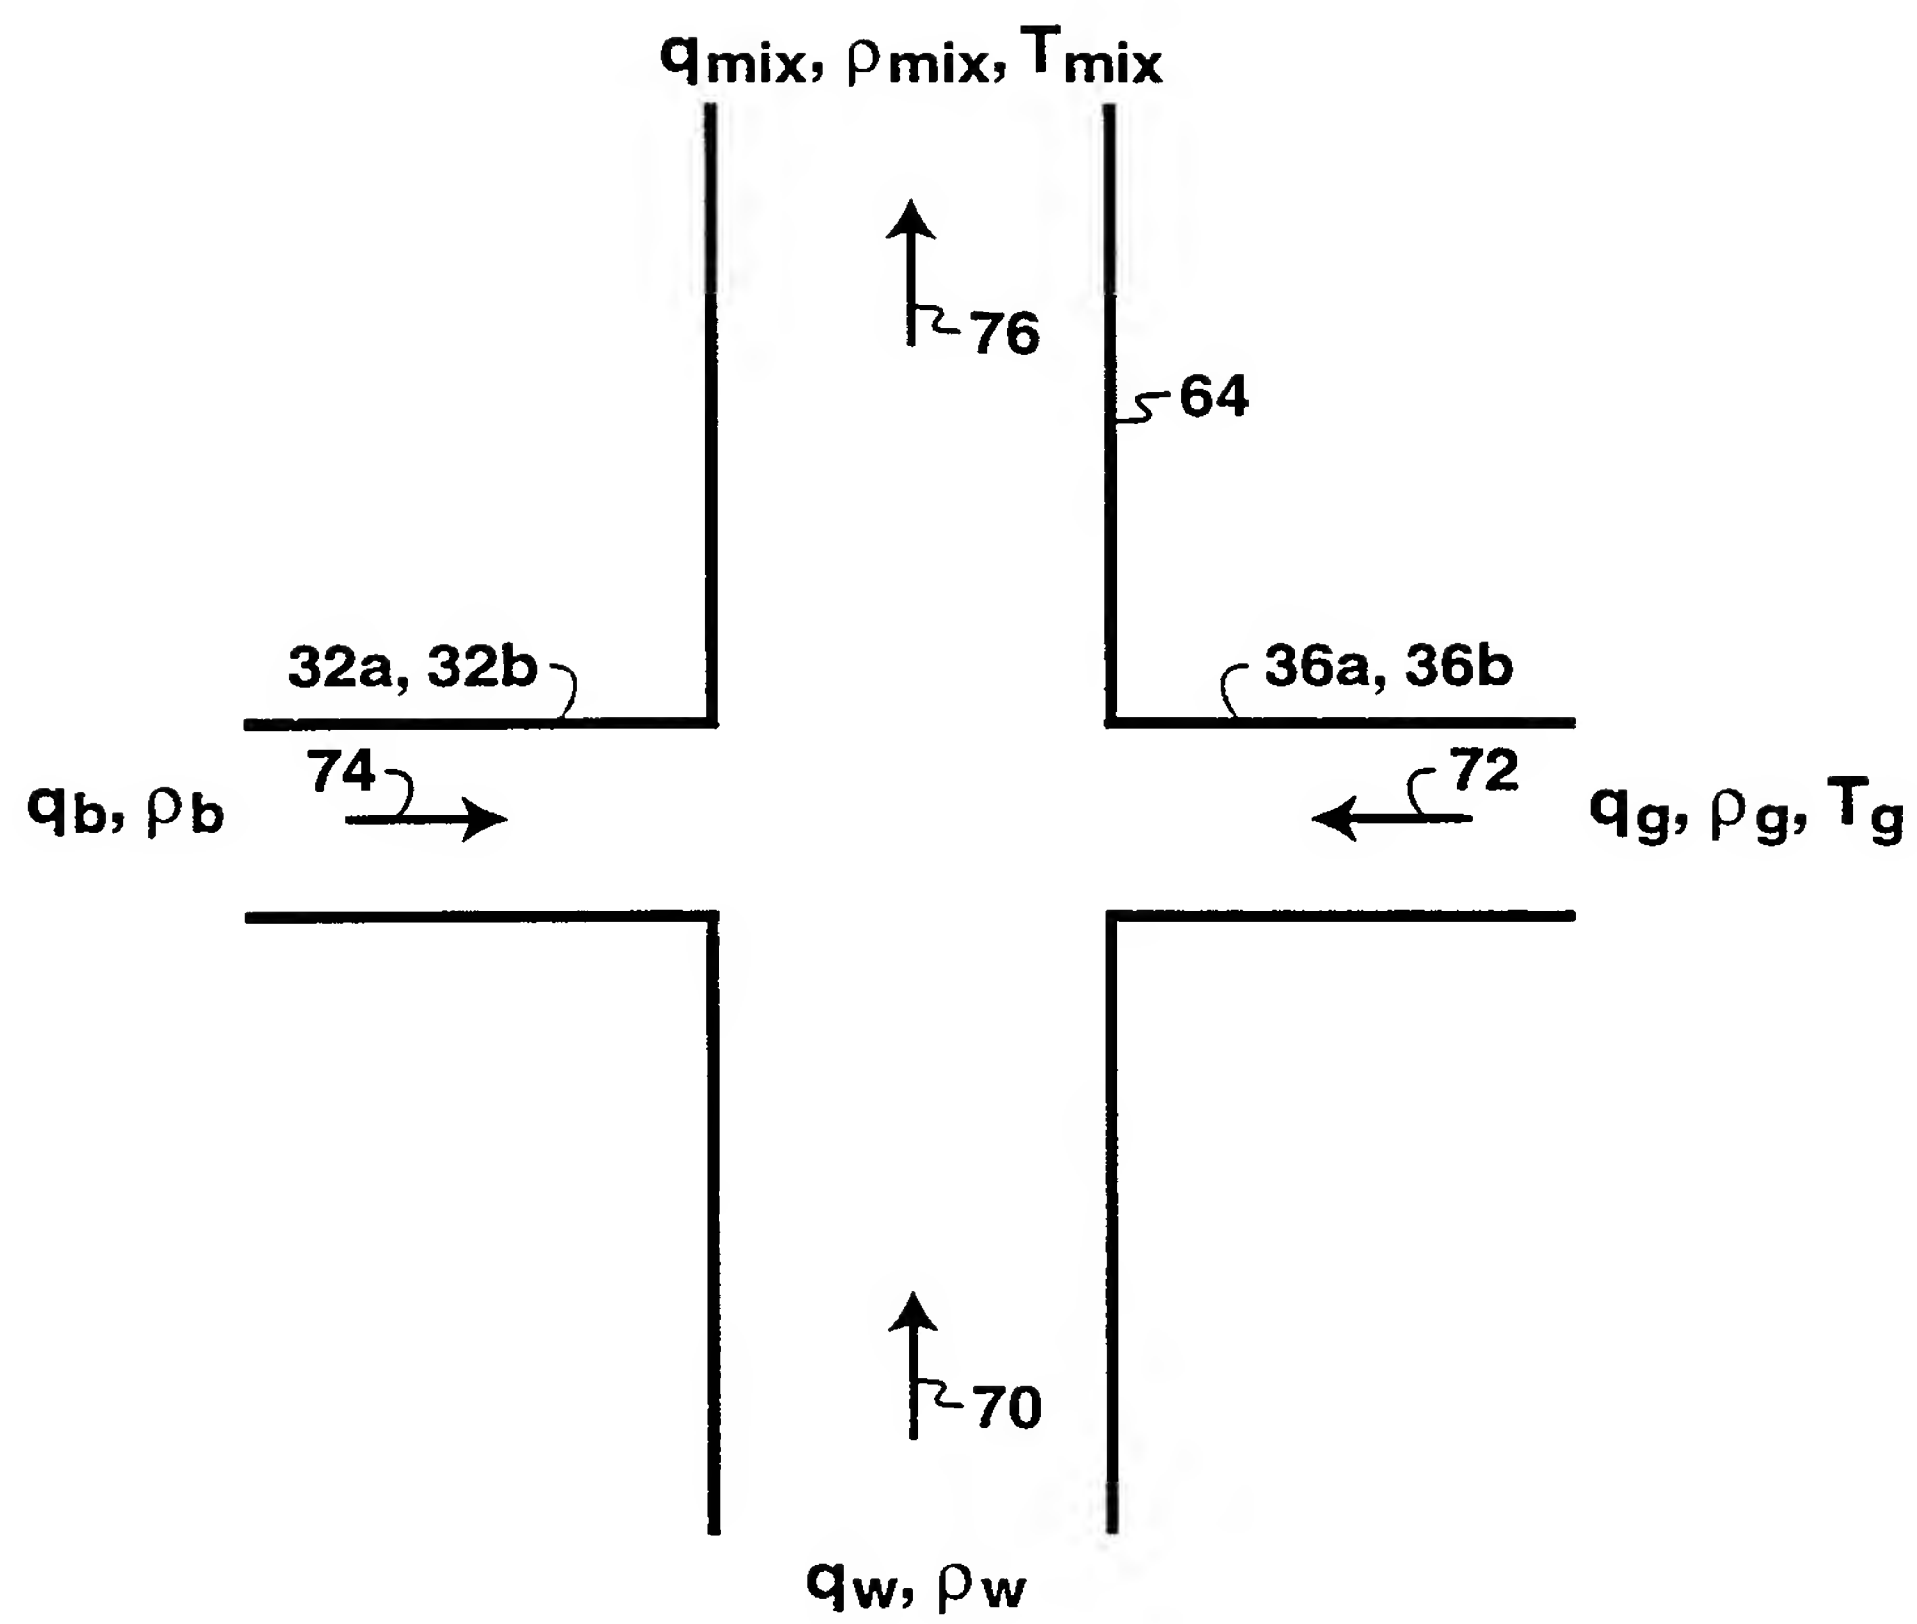 qmix, ρmix, Tmix
76
64
32a, 32b
36a, 36b
74
72
qb, ρb
qg, ρg, Tg
70
qw, ρw